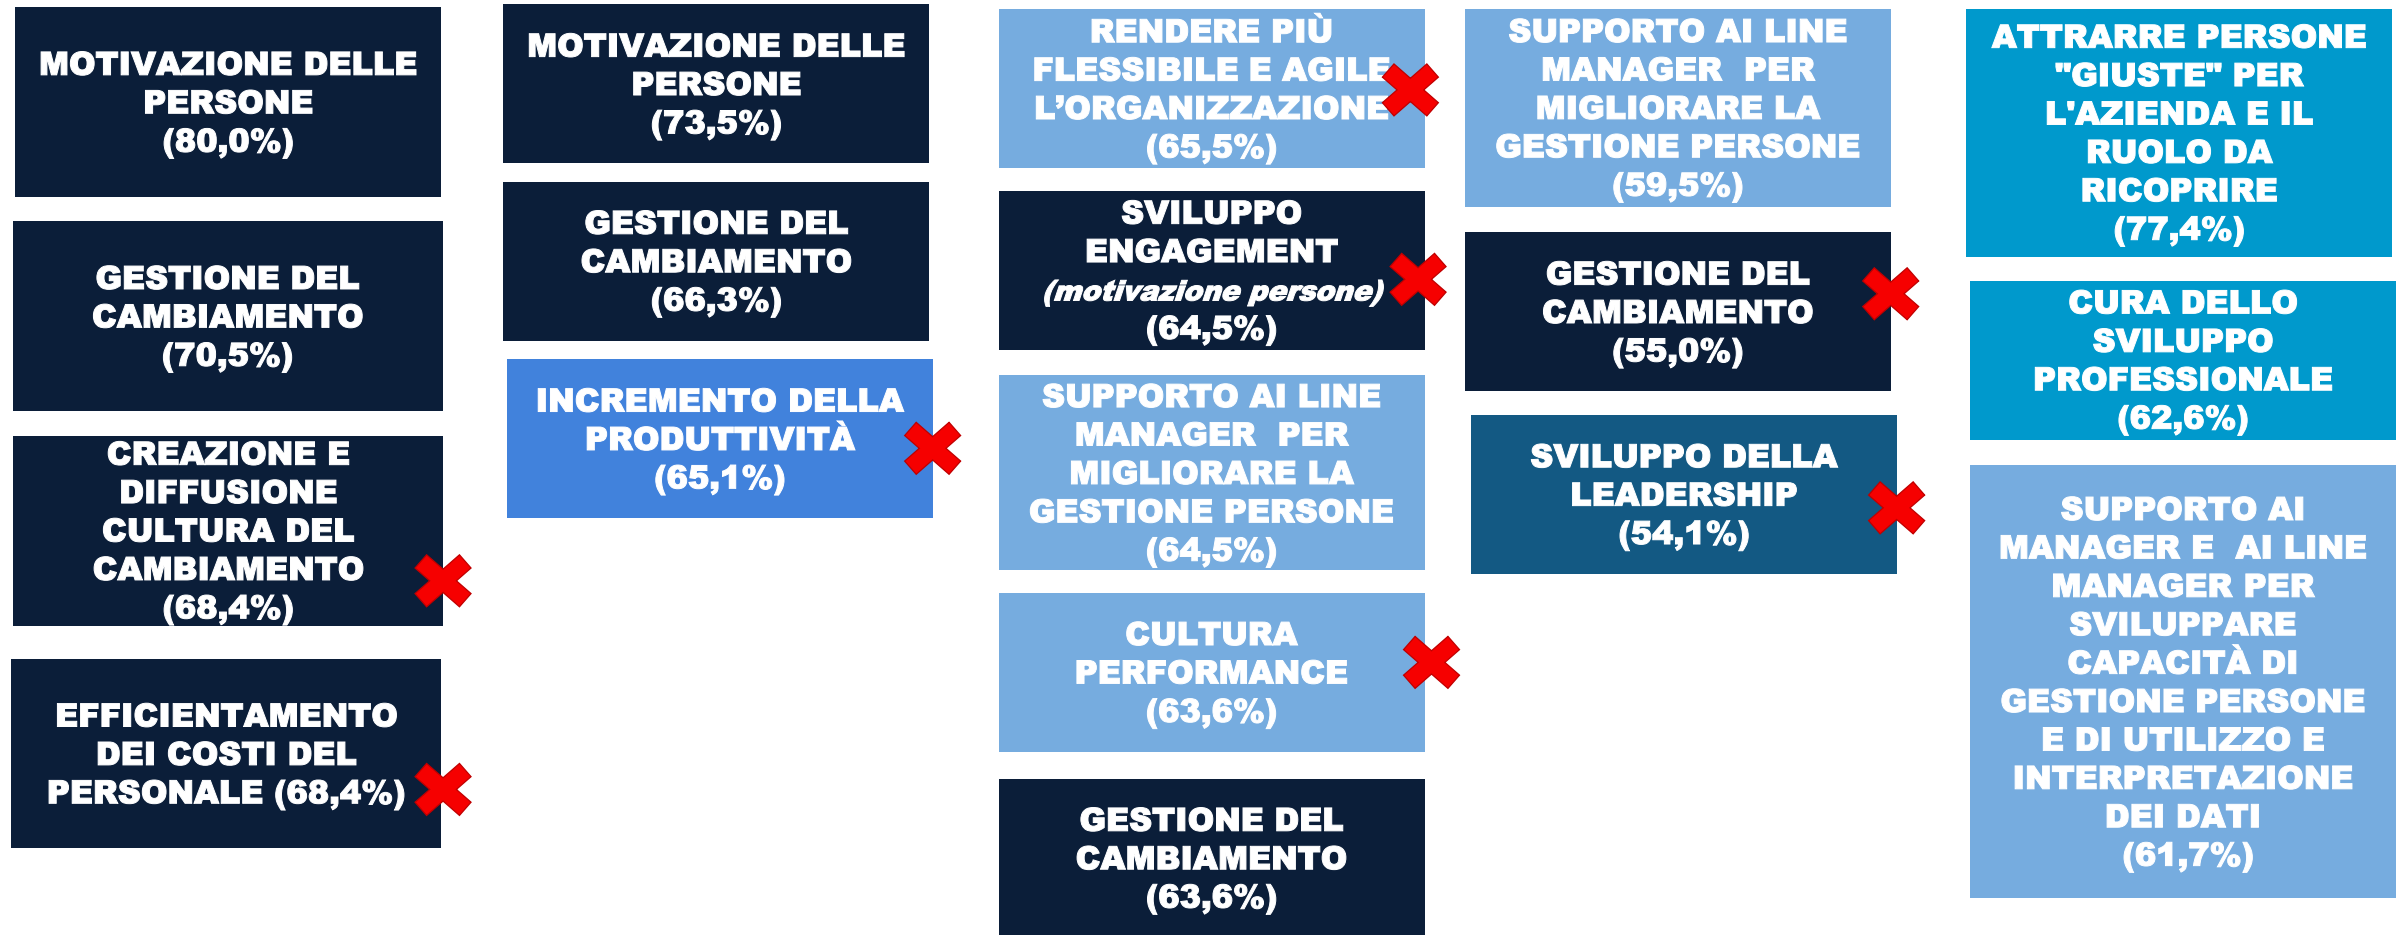 MOTIVAZIONE DELLE
PERSONE
(80,0%)
GESTIONE DEL
CAMBIAMENTO
(70,5%)
CREAZIONE E
DIFFUSIONE
CULTURA DEL
CAMBIAMENTO
(68,4%)
EFFICIENTAMENTO
DEI COSTI DEL
PERSONALE (68,4%)
MOTIVAZIONE DELLE
PERSONE
(73,5%)
GESTIONE DEL
CAMBIAMENTO
(66,3%)
INCREMENTO DELLA
PRODUTTIVITÀ
(65,1%)
RENDERE PIÙ
FLESSIBILE E AGILE
L’ORGANIZZAZIONE
(65,5%)
SVILUPPO
ENGAGEMENT
(motivazione persone)
(64,5%)
SUPPORTO AI LINE
MANAGER  PER
MIGLIORARE LA
GESTIONE PERSONE
(64,5%)
CULTURA
PERFORMANCE
(63,6%)
GESTIONE DEL
CAMBIAMENTO
(63,6%)
SUPPORTO AI LINE
MANAGER  PER
MIGLIORARE LA
GESTIONE PERSONE
(59,5%)
GESTIONE DEL
CAMBIAMENTO
(55,0%)
SVILUPPO DELLA
LEADERSHIP
(54,1%)
ATTRARRE PERSONE
"GIUSTE" PER
L'AZIENDA E IL
RUOLO DA
RICOPRIRE
(77,4%)
CURA DELLO
SVILUPPO
PROFESSIONALE
(62,6%)
SUPPORTO AI
MANAGER E  AI LINE
MANAGER PER
SVILUPPARE
CAPACITÀ DI
GESTIONE PERSONE
E DI UTILIZZO E
INTERPRETAZIONE
DEI DATI
(61,7%)